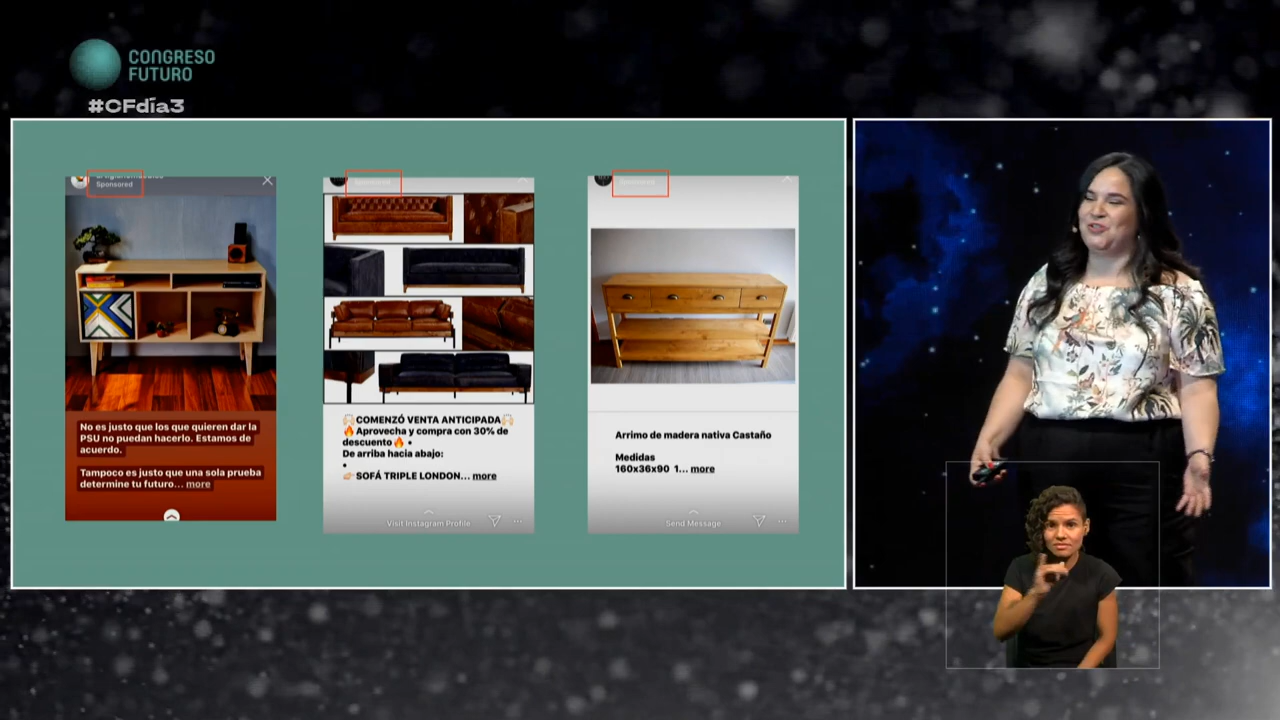 CONGRESO
FUTURO
#CFdía3
Sponsored
No es justo que los que quieren dar la
PSU no puedan hacerlo. Estamos de
acuerdo.
Tampoco es justo que una sola prueba
determine tu futuro... more
Sponsored
🙌🏻COMENZÓ VENTA ANTICIPADA🙌🏻
🔥Aprovecha y compra con 30% de
descuento🔥 •
De arriba hacia abajo:
•
👉🏻SOFÁ TRIPLE LONDON... more
Visit Instagram Profile
Sponsored
Arrimo de madera nativa Castaño
Medidas
160x36x90 1... more
Send Message